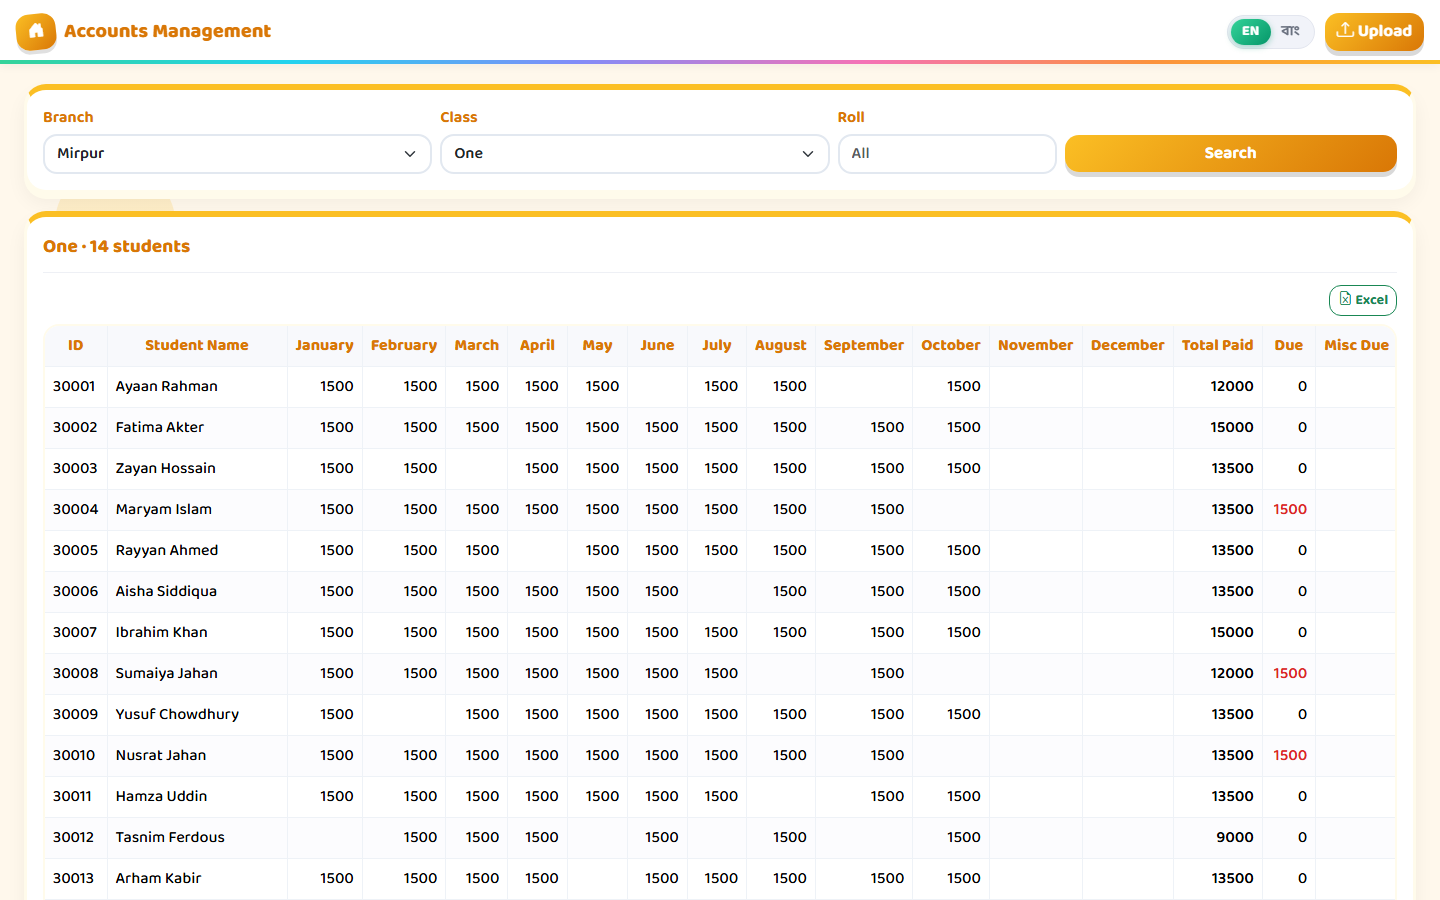 Accounts Management
EN বাং Upload
Branch Class Roll
Mirpur One All Search
One · 14 students
Excel
ID Student Name January February March April May June July August September October November December Total Paid Due Misc Due
30001 Ayaan Rahman 1500 1500 1500 1500 1500 1500 1500 1500 12000 0
30002 Fatima Akter 1500 1500 1500 1500 1500 1500 1500 1500 1500 1500 15000 0
30003 Zayan Hossain 1500 1500 1500 1500 1500 1500 1500 1500 1500 13500 0
30004 Maryam Islam 1500 1500 1500 1500 1500 1500 1500 1500 1500 13500 1500
30005 Rayyan Ahmed 1500 1500 1500 1500 1500 1500 1500 1500 1500 13500 0
30006 Aisha Siddiqua 1500 1500 1500 1500 1500 1500 1500 1500 1500 13500 0
30007 Ibrahim Khan 1500 1500 1500 1500 1500 1500 1500 1500 1500 1500 15000 0
30008 Sumaiya Jahan 1500 1500 1500 1500 1500 1500 1500 1500 12000 1500
30009 Yusuf Chowdhury 1500 1500 1500 1500 1500 1500 1500 1500 1500 13500 0
30010 Nusrat Jahan 1500 1500 1500 1500 1500 1500 1500 1500 1500 13500 1500
30011 Hamza Uddin 1500 1500 1500 1500 1500 1500 1500 1500 1500 13500 0
30012 Tasnim Ferdous 1500 1500 1500 1500 1500 1500 9000 0
30013 Arham Kabir 1500 1500 1500 1500 1500 1500 1500 1500 1500 13500 0